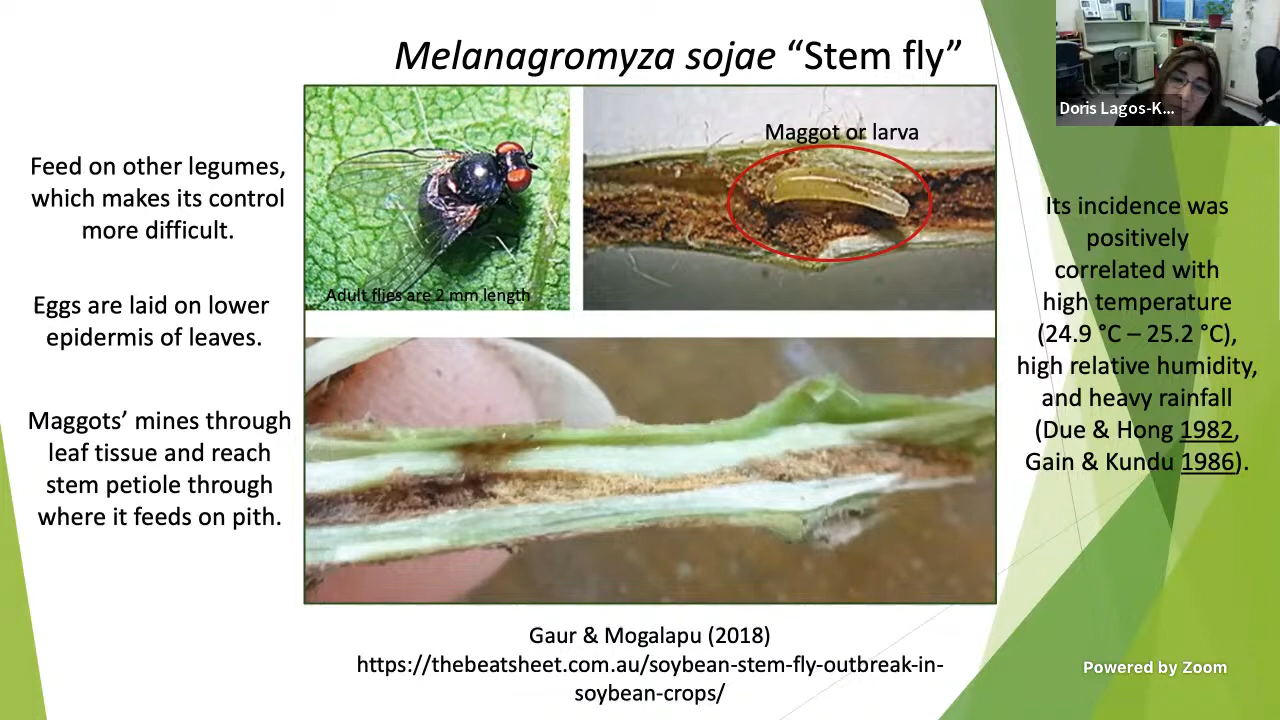 Melanagromyza sojae “Stem fly”
Doris Lagos-K...
Feed on other legumes,
which makes its control
more difficult.
Eggs are laid on lower
epidermis of leaves.
Maggots’ mines through
leaf tissue and reach
stem petiole through
where it feeds on pith.
Adult flies are 2 mm length
Maggot or larva
Its incidence was
positively
correlated with
high temperature
(24.9 °C – 25.2 °C),
high relative humidity,
and heavy rainfall
(Due & Hong 1982,
Gain & Kundu 1986).
Gaur & Mogalapu (2018)
https://thebeatsheet.com.au/soybean-stem-fly-outbreak-in-
soybean-crops/
Powered by Zoom